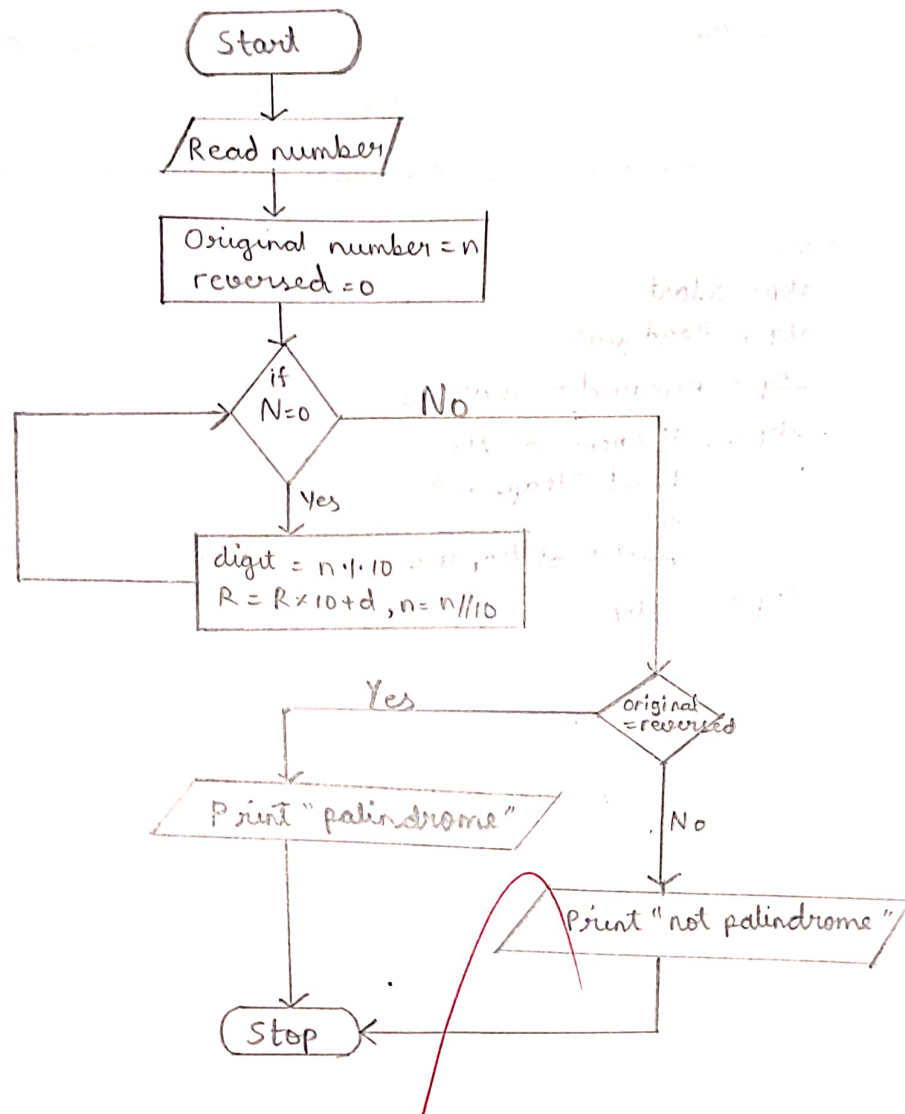 Start
Read number
Original number = n
reversed = 0
if
N=0
No
Yes
digit = n % 10
R = R × 10 + d , n = n // 10
original
= reversed
Yes
Print "palindrome"
No
Print "not palindrome"
Stop